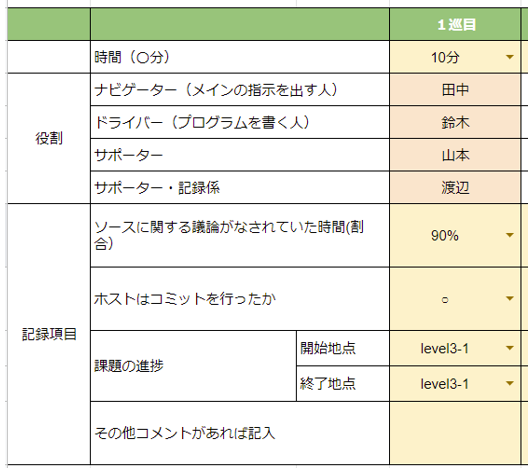 １巡目
時間（〇分）
10分
役割
ナビゲーター（メインの指示を出す人）
田中
ドライバー（プログラムを書く人）
鈴木
サポーター
山本
サポーター・記録係
渡辺
記録項目
ソースに関する議論がなされていた時間(割
合）
90%
ホストはコミットを行ったか
○
課題の進捗
開始地点
level3-1
終了地点
level3-1
その他コメントがあれば記入